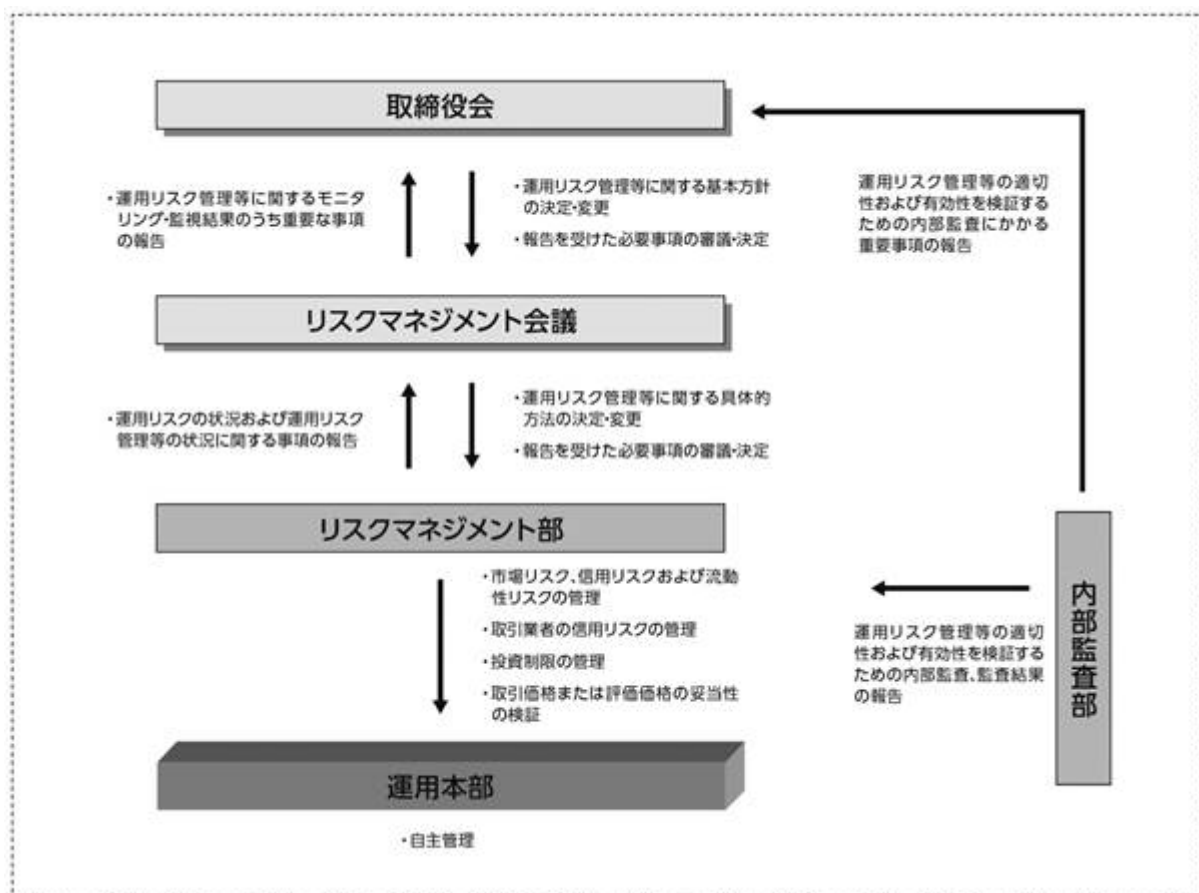 取締役会
・運用リスク管理等に関するモニタ
リング・監視結果のうち重要な事項
の報告
・運用リスク管理等に関する基本方針
の決定・変更
・報告を受けた必要事項の審議・決定
運用リスク管理等の適切
性および有効性を検証する
ための内部監査にかかる
重要事項の報告
リスクマネジメント会議
・運用リスクの状況および運用リスク
管理等の状況に関する事項の報告
・運用リスク管理等に関する具体的
方法の決定・変更
・報告を受けた必要事項の審議・決定
リスクマネジメント部
・市場リスク、信用リスクおよび流動
性リスクの管理
・取引業者の信用リスクの管理
・投資制限の管理
・取引価格または評価価格の妥当性
の検証
運用リスク管理等の適切
性および有効性を検証する
ための内部監査、監査結果
の報告
内部監査部
運用本部
・自主管理